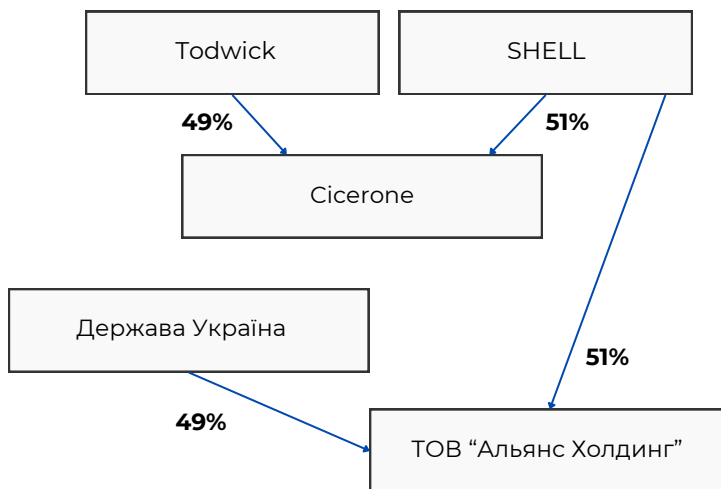 Todwick
SHELL
49%
51%
Cicerone
Держава Україна
51%
49%
ТОВ “Альянс Холдинг”